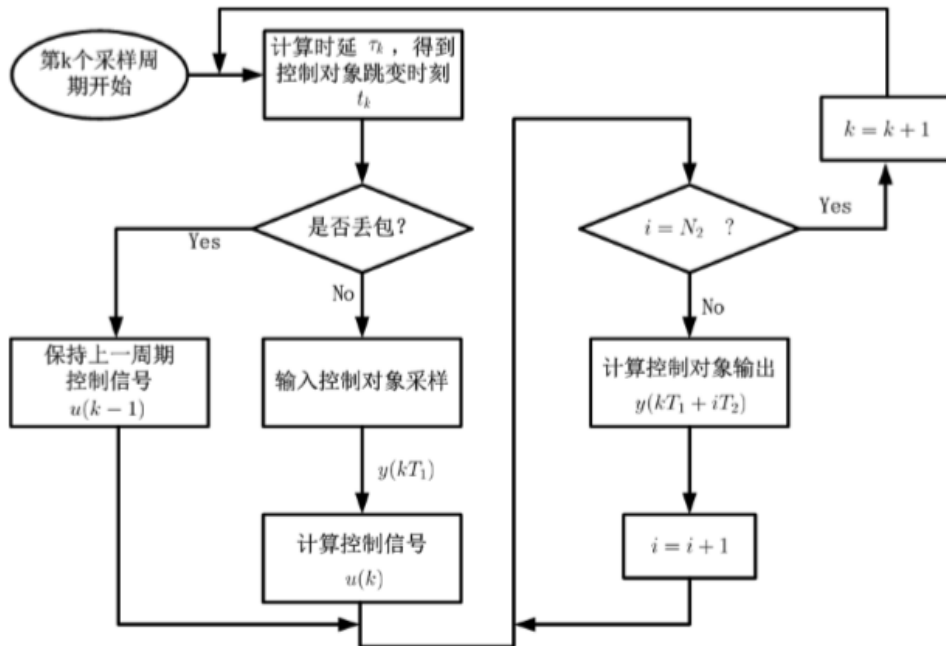 第k个采样周
期开始
计算时延 τₖ ，得到
控制对象跳变时刻
tₖ
是否丢包？
Yes
No
保持上一周期
控制信号
u(k − 1)
输入控制对象采样
y(kT₁)
计算控制信号
u(k)
i = N₂ ？
Yes
No
k = k + 1
计算控制对象输出
y(kT₁ + iT₂)
i = i + 1